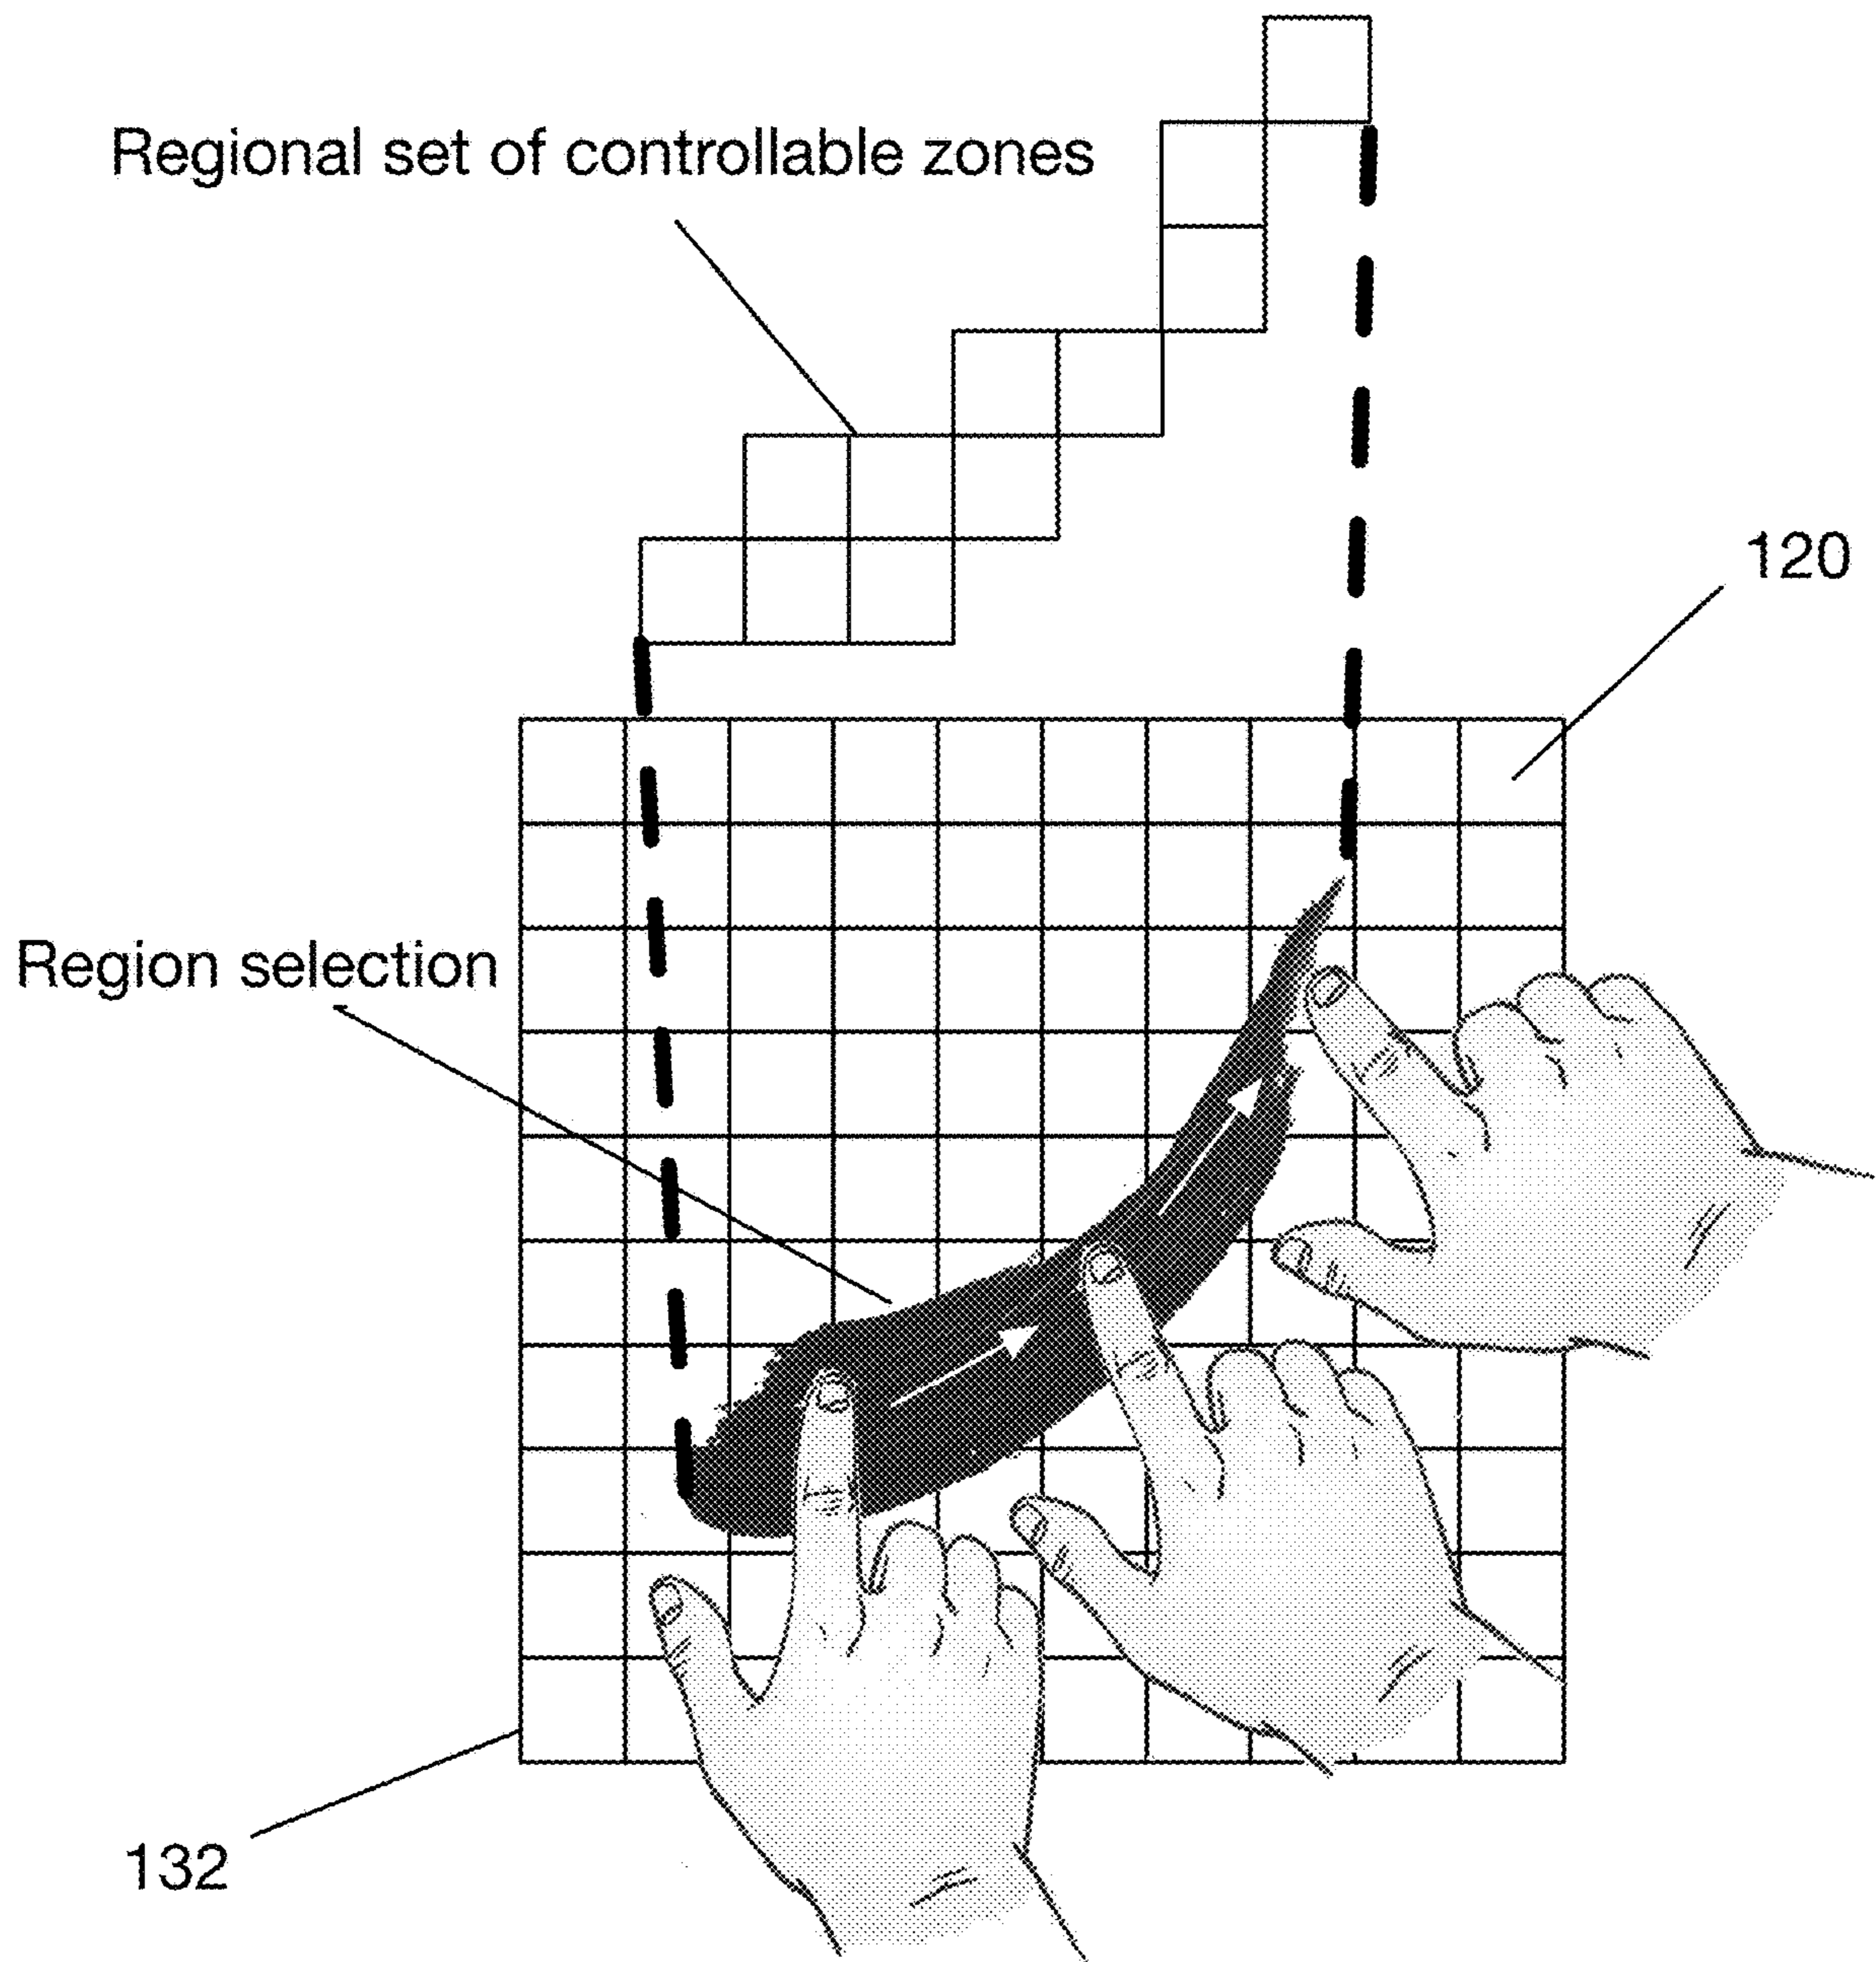 Regional set of controllable zones
120
Region selection
132